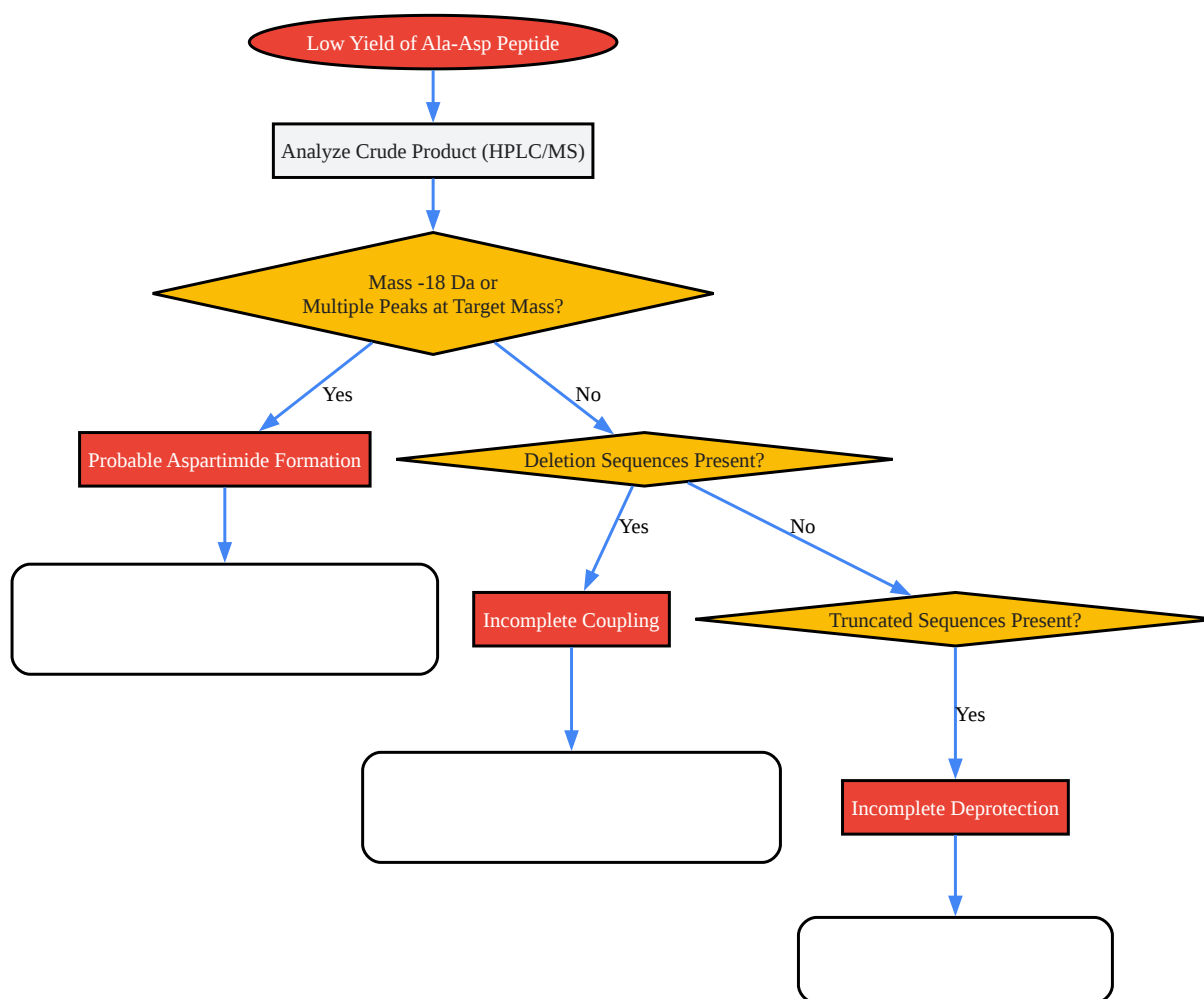 Low Yield of Ala-Asp Peptide
Analyze Crude Product (HPLC/MS)
Mass -18 Da or
Multiple Peaks at Target Mass?
Yes
No
Probable Aspartimide Formation
Deletion Sequences Present?
Yes
No
Incomplete Coupling
Truncated Sequences Present?
Yes
Incomplete Deprotection